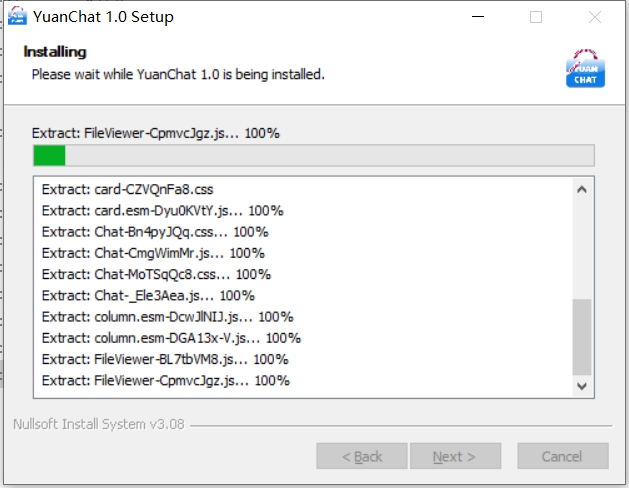 YuanChat 1.0 Setup
Installing
Please wait while YuanChat 1.0 is being installed.
YUAN
CHAT
Extract: FileViewer-CpmvcJgz.js... 100%
Extract: card-CZVQnFa8.css
Extract: card.esm-Dyu0KVtY.js... 100%
Extract: Chat-Bn4pyJQq.css... 100%
Extract: Chat-CmgWimMr.js... 100%
Extract: Chat-MoTSqQc8.css... 100%
Extract: Chat-_Ele3Aea.js... 100%
Extract: column.esm-DcwJlNIJ.js... 100%
Extract: column.esm-DGA13x-V.js... 100%
Extract: FileViewer-BL7tbVM8.js... 100%
Extract: FileViewer-CpmvcJgz.js... 100%
Nullsoft Install System v3.08
< Back Next > Cancel